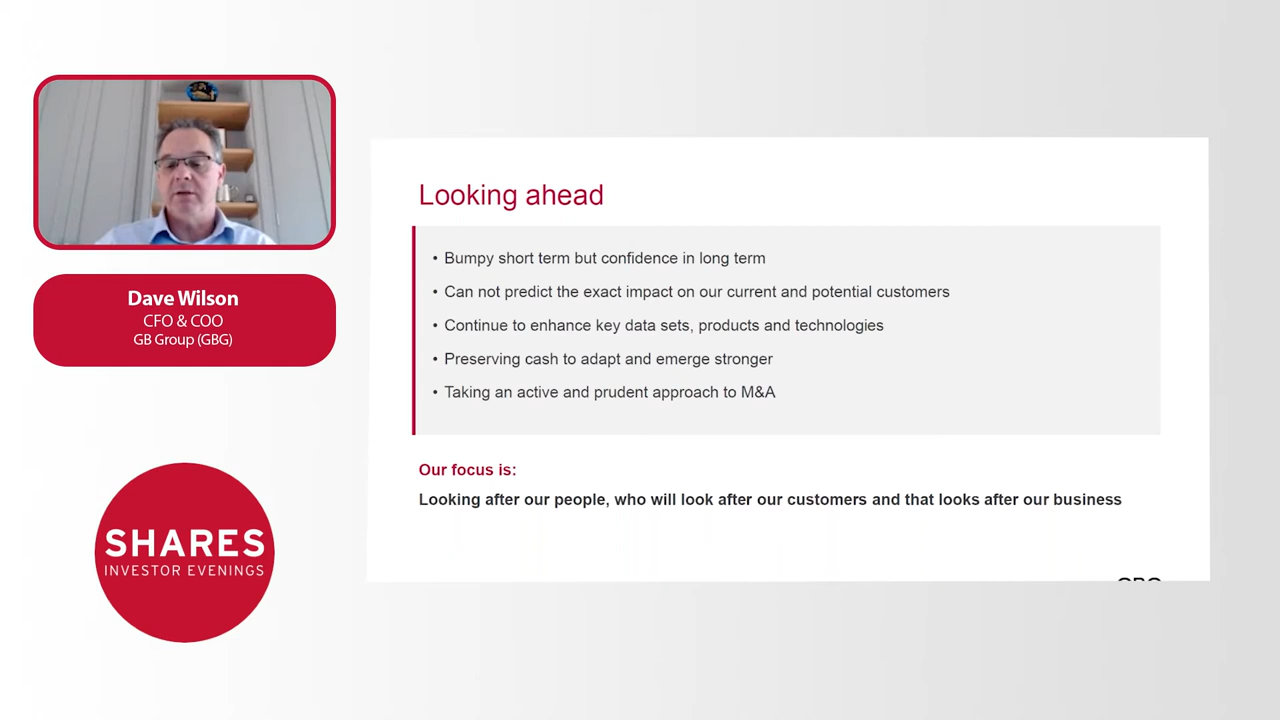 Dave Wilson
CFO & COO
GB Group (GBG)
SHARES
INVESTOR EVENINGS
Looking ahead
• Bumpy short term but confidence in long term
• Can not predict the exact impact on our current and potential customers
• Continue to enhance key data sets, products and technologies
• Preserving cash to adapt and emerge stronger
• Taking an active and prudent approach to M&A
Our focus is:
Looking after our people, who will look after our customers and that looks after our business